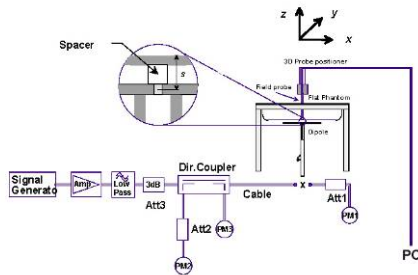 z
y
x
Spacer
s
3D Probe positioner
Field probe
Flat Phantom
Dipole
Signal
Generato
Amp
Low
Pass
3dB
Att3
Dir.Coupler
Cable
x
Att1
PM1
Att2
PM3
PM2
PC